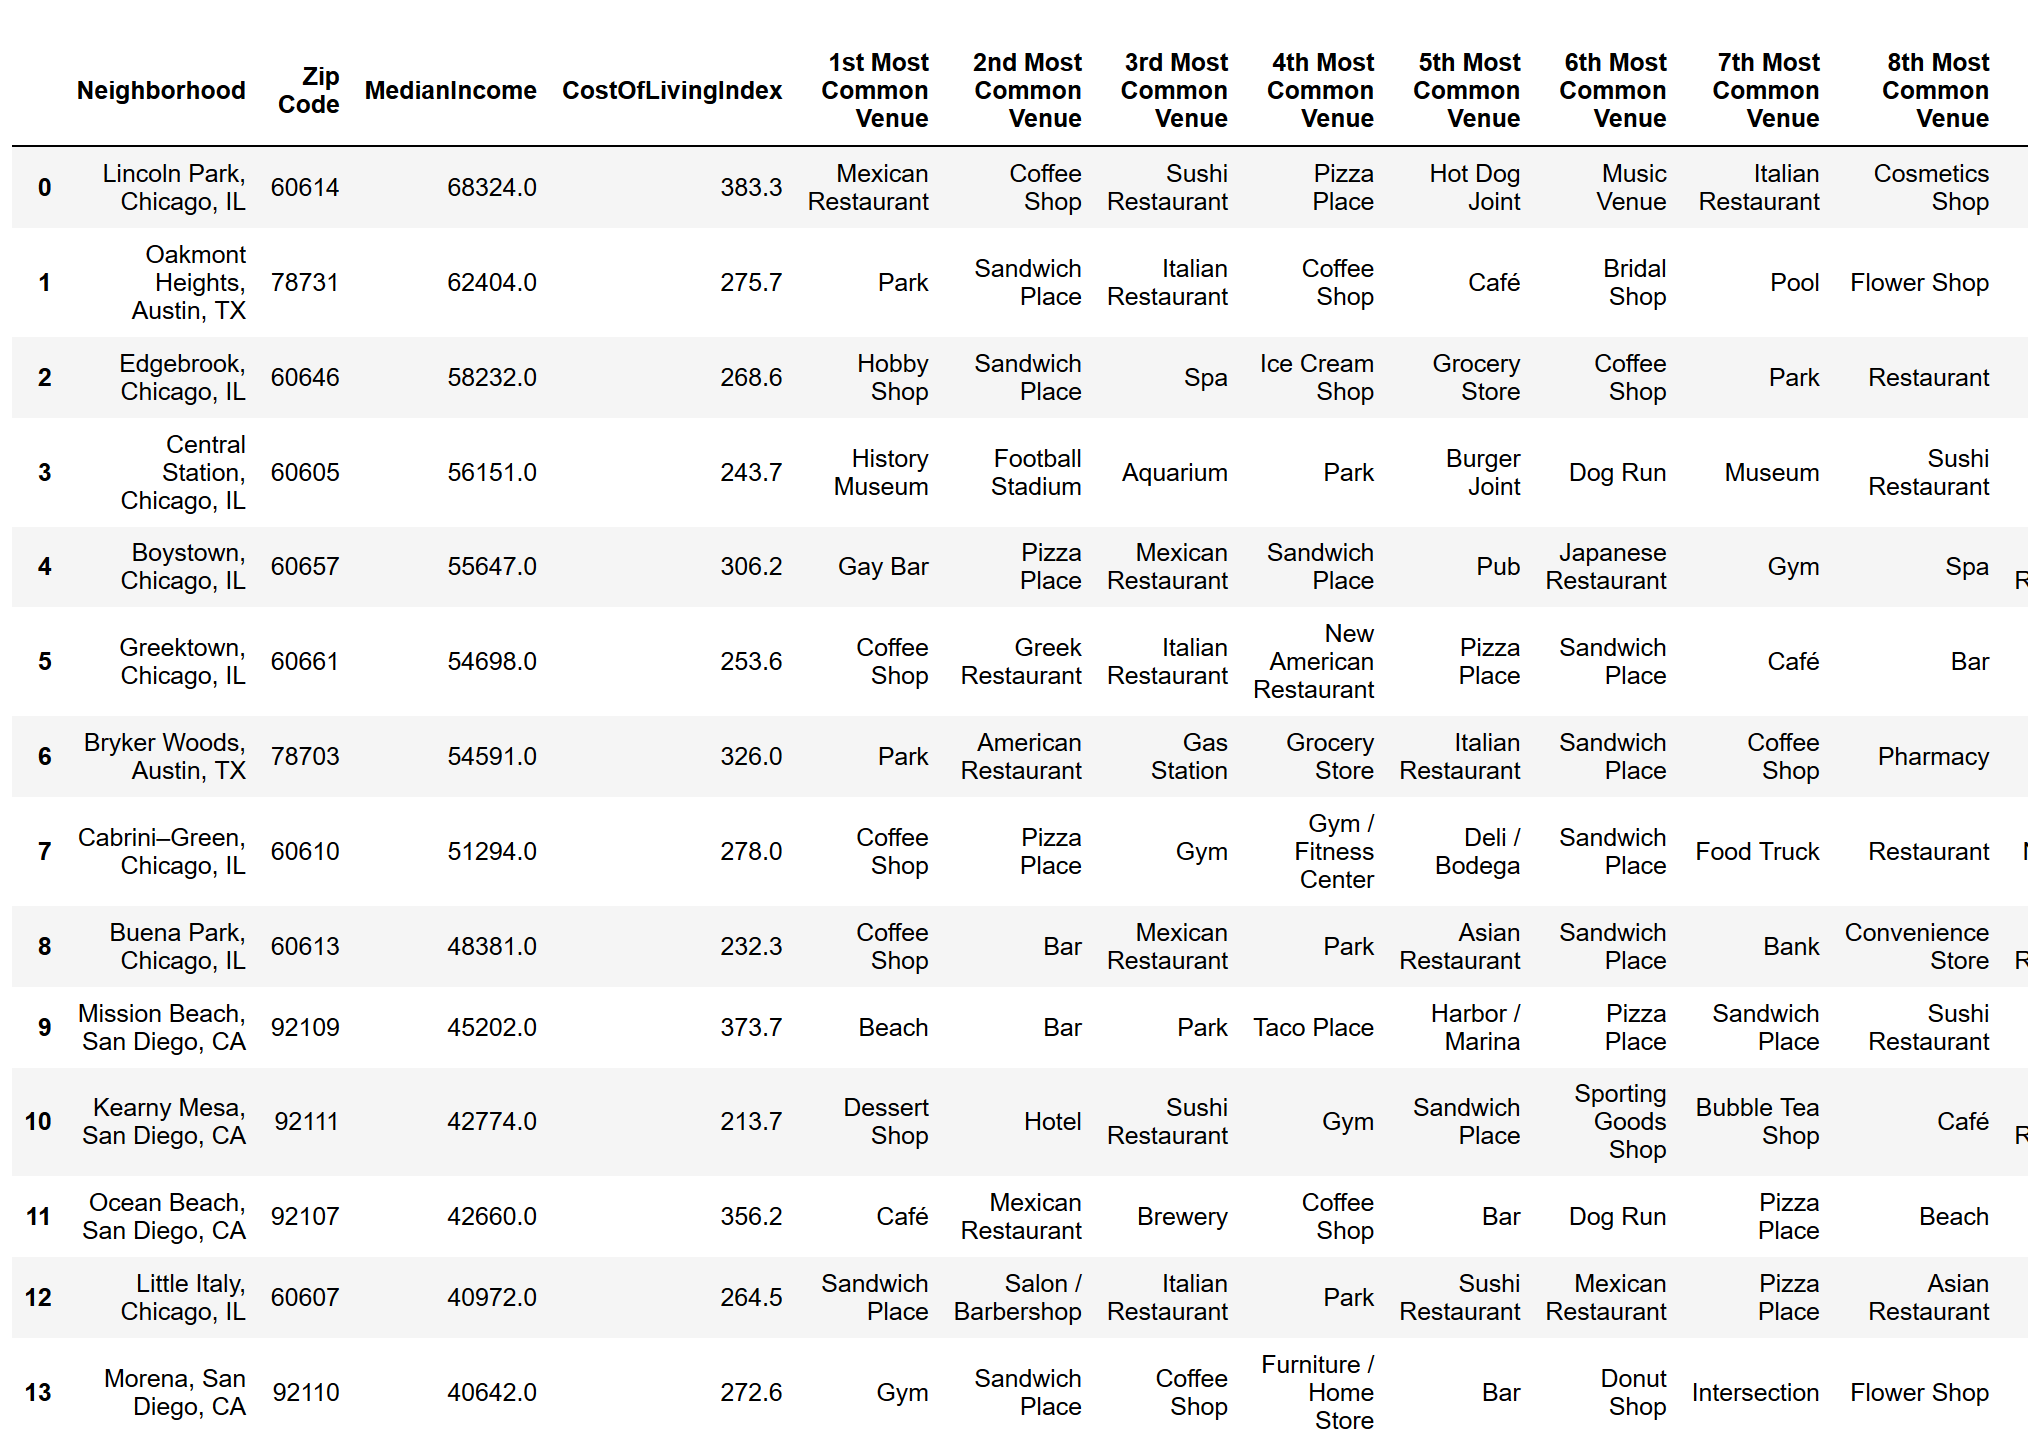 Neighborhood Zip Code MedianIncome CostOfLivingIndex 1st Most Common Venue 2nd Most Common Venue 3rd Most Common Venue 4th Most Common Venue 5th Most Common Venue 6th Most Common Venue 7th Most Common Venue 8th Most Common Venue
0 Lincoln Park, Chicago, IL 60614 68324.0 383.3 Mexican Restaurant Coffee Shop Sushi Restaurant Pizza Place Hot Dog Joint Music Venue Italian Restaurant Cosmetics Shop
1 Oakmont Heights, Austin, TX 78731 62404.0 275.7 Park Sandwich Place Italian Restaurant Coffee Shop Café Bridal Shop Pool Flower Shop
2 Edgebrook, Chicago, IL 60646 58232.0 268.6 Hobby Shop Sandwich Place Spa Ice Cream Shop Grocery Store Coffee Shop Park Restaurant
3 Central Station, Chicago, IL 60605 56151.0 243.7 History Museum Football Stadium Aquarium Park Burger Joint Dog Run Museum Sushi Restaurant
4 Boystown, Chicago, IL 60657 55647.0 306.2 Gay Bar Pizza Place Mexican Restaurant Sandwich Place Pub Japanese Restaurant Gym Spa
5 Greektown, Chicago, IL 60661 54698.0 253.6 Coffee Shop Greek Restaurant Italian Restaurant New American Restaurant Pizza Place Sandwich Place Café Bar
6 Bryker Woods, Austin, TX 78703 54591.0 326.0 Park American Restaurant Gas Station Grocery Store Italian Restaurant Sandwich Place Coffee Shop Pharmacy
7 Cabrini–Green, Chicago, IL 60610 51294.0 278.0 Coffee Shop Pizza Place Gym Gym / Fitness Center Deli / Bodega Sandwich Place Food Truck Restaurant
8 Buena Park, Chicago, IL 60613 48381.0 232.3 Coffee Shop Bar Mexican Restaurant Park Asian Restaurant Sandwich Place Bank Convenience Store
9 Mission Beach, San Diego, CA 92109 45202.0 373.7 Beach Bar Park Taco Place Harbor / Marina Pizza Place Sandwich Place Sushi Restaurant
10 Kearny Mesa, San Diego, CA 92111 42774.0 213.7 Dessert Shop Hotel Sushi Restaurant Gym Sandwich Place Sporting Goods Shop Bubble Tea Shop Café
11 Ocean Beach, San Diego, CA 92107 42660.0 356.2 Café Mexican Restaurant Brewery Coffee Shop Bar Dog Run Pizza Place Beach
12 Little Italy, Chicago, IL 60607 40972.0 264.5 Sandwich Place Salon / Barbershop Italian Restaurant Park Sushi Restaurant Mexican Restaurant Pizza Place Asian Restaurant
13 Morena, San Diego, CA 92110 40642.0 272.6 Gym Sandwich Place Coffee Shop Furniture / Home Store Bar Donut Shop Intersection Flower Shop